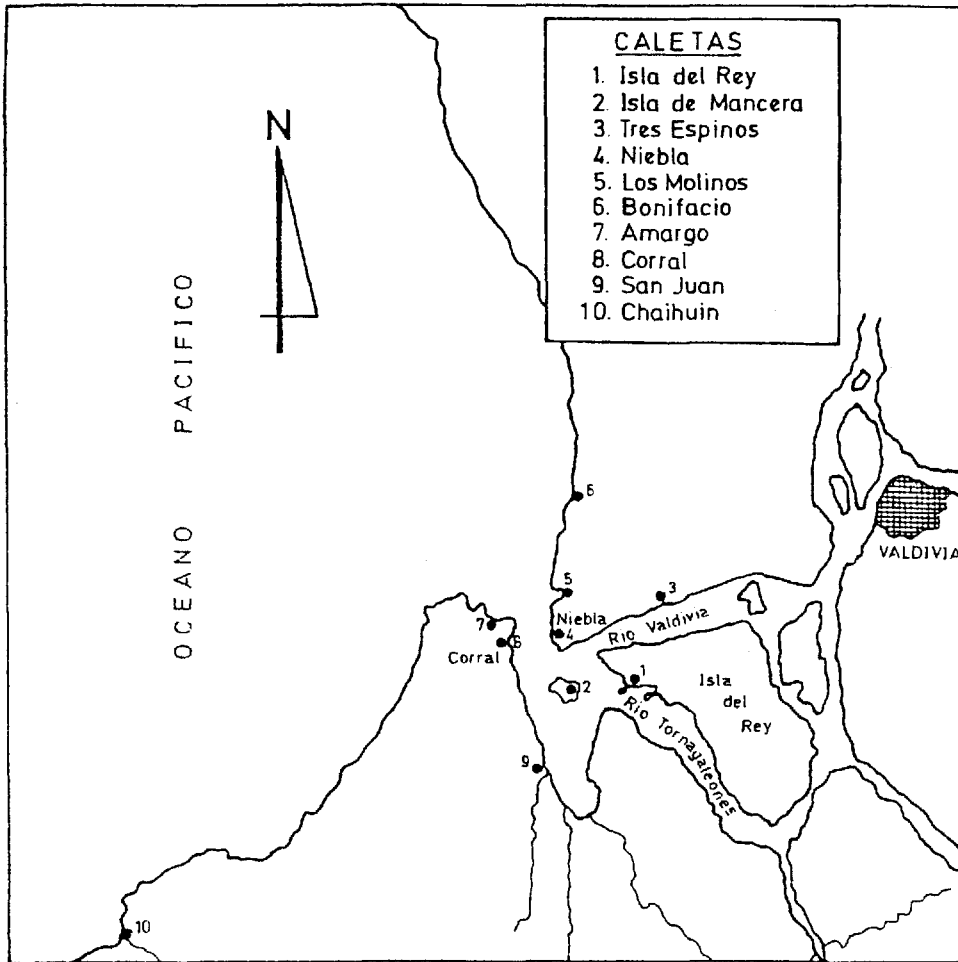 CALETAS
1. Isla del Rey
2. Isla de Mancera
3. Tres Espinos
4. Niebla
5. Los Molinos
6. Bonifacio
7. Amargo
8. Corral
9. San Juan
10. Chaihuin
N
OCEANO PACIFICO
6
VALDIVIA
5
3
Niebla
4
Rio Valdivia
7
8
Corral
1
2
Isla
del
Rey
Rio Tornagaleones
9
10